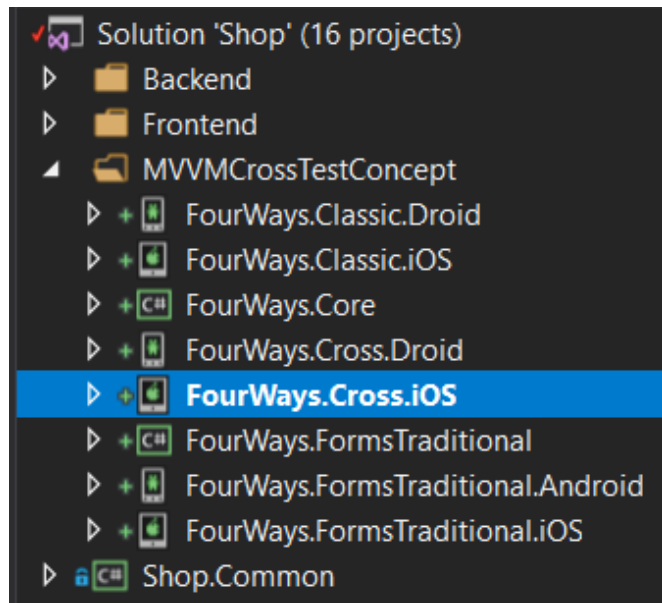 Solution 'Shop' (16 projects)
Backend
Frontend
MVVMCrossTestConcept
FourWays.Classic.Droid
FourWays.Classic.iOS
C# FourWays.Core
FourWays.Cross.Droid
FourWays.Cross.iOS
C# FourWays.FormsTraditional
FourWays.FormsTraditional.Android
FourWays.FormsTraditional.iOS
C# Shop.Common